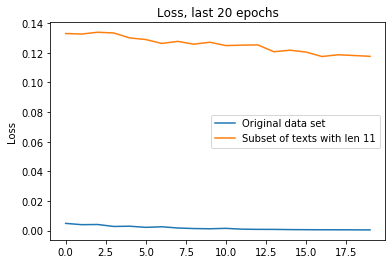 Loss, last 20 epochs
Loss
0.14
0.12
0.10
0.08
0.06
0.04
0.02
0.00
Original data set
Subset of texts with len 11
0.0 2.5 5.0 7.5 10.0 12.5 15.0 17.5